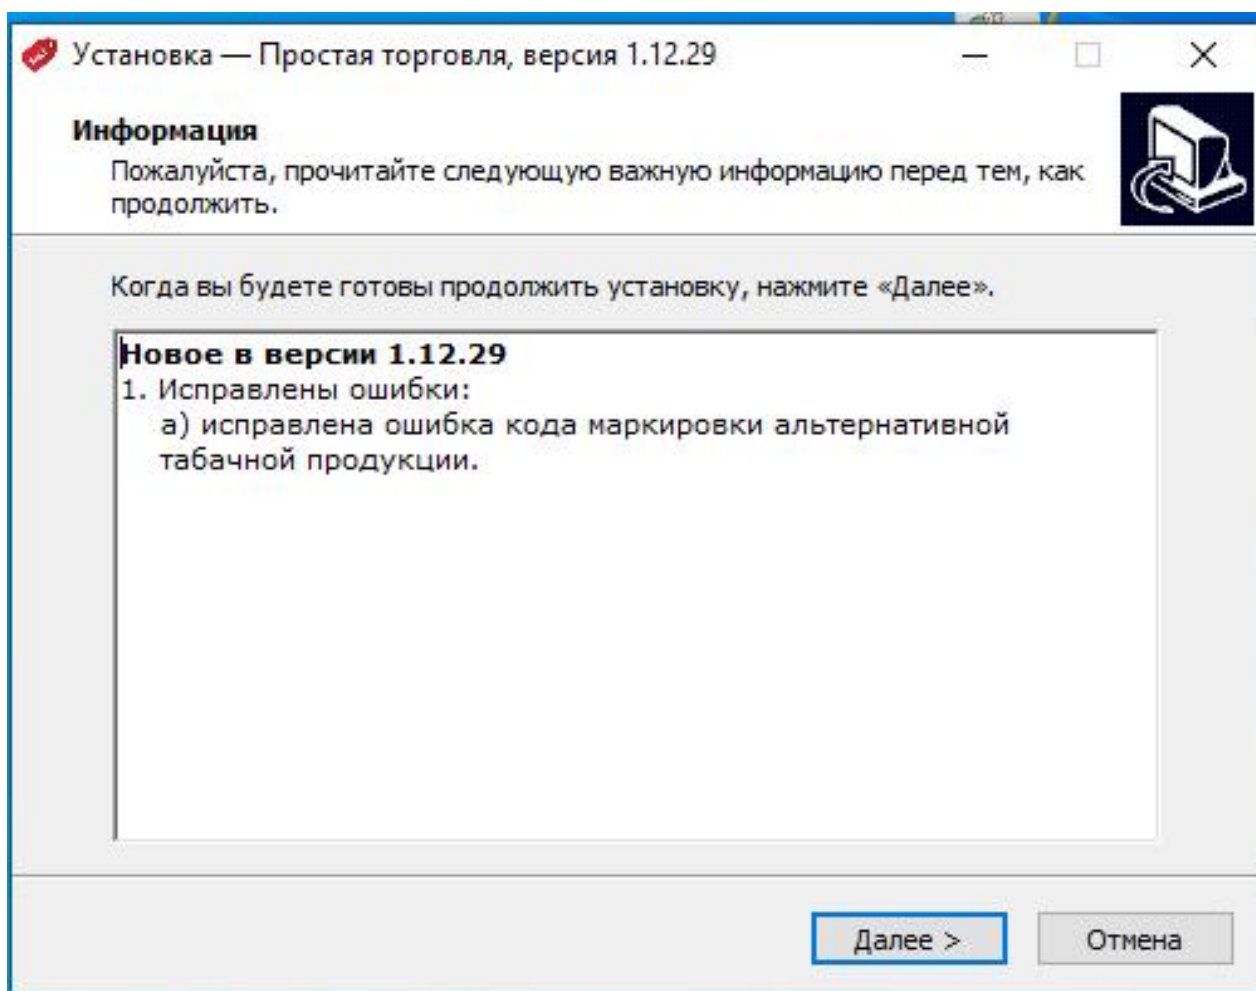 Установка — Простая торговля, версия 1.12.29
Информация
Пожалуйста, прочитайте следующую важную информацию перед тем, как
продолжить.
Когда вы будете готовы продолжить установку, нажмите «Далее».
Новое в версии 1.12.29
1. Исправлены ошибки:
а) исправлена ошибка кода маркировки альтернативной
табачной продукции.
Далее >
Отмена